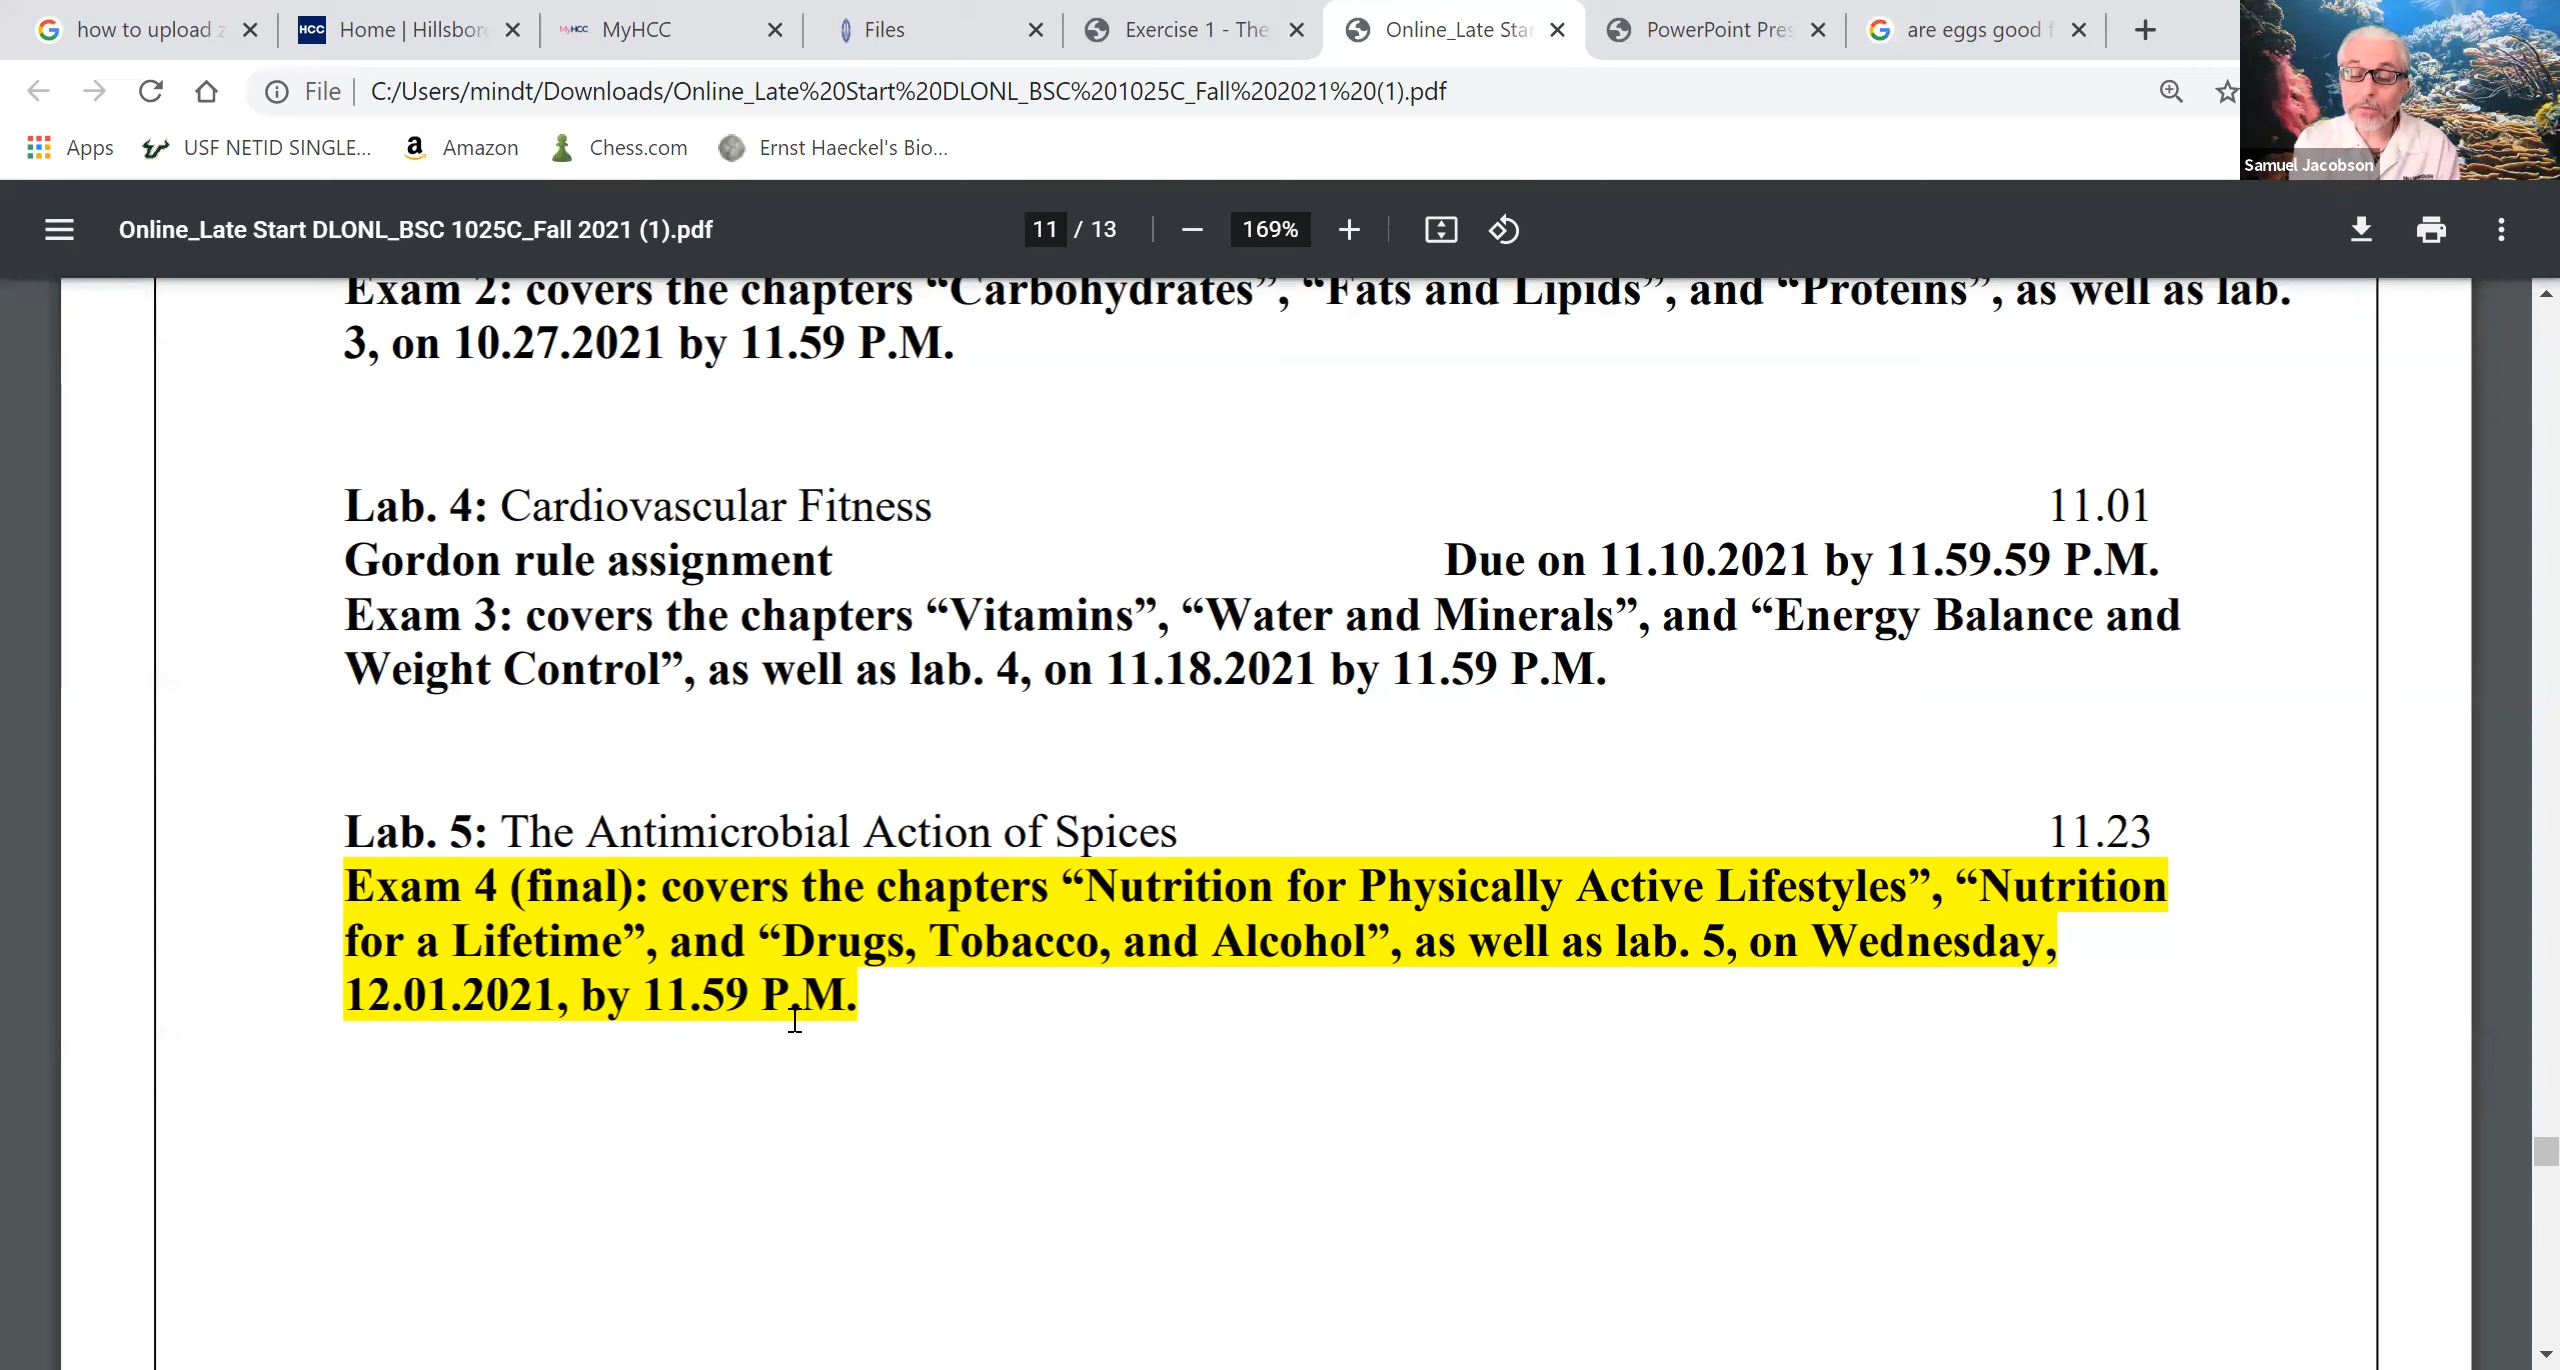 how to upload z
HCC Home | Hillsboro
MyHCC MyHCC
Files
Exercise 1 - The
Online_Late Star
PowerPoint Pres
are eggs good f
File C:/Users/mindt/Downloads/Online_Late%20Start%20DLONL_BSC%201025C_Fall%202021%20(1).pdf
Apps USF NETID SINGLE... Amazon Chess.com Ernst Haeckel's Bio...
Samuel Jacobson
Online_Late Start DLONL_BSC 1025C_Fall 2021 (1).pdf 11 / 13 169%
Exam 2: covers the chapters “Carbohydrates”, “Fats and Lipids”, and “Proteins”, as well as lab.
3, on 10.27.2021 by 11.59 P.M.
Lab. 4: Cardiovascular Fitness 11.01
Gordon rule assignment Due on 11.10.2021 by 11.59.59 P.M.
Exam 3: covers the chapters “Vitamins”, “Water and Minerals”, and “Energy Balance and
Weight Control”, as well as lab. 4, on 11.18.2021 by 11.59 P.M.
Lab. 5: The Antimicrobial Action of Spices 11.23
Exam 4 (final): covers the chapters “Nutrition for Physically Active Lifestyles”, “Nutrition
for a Lifetime”, and “Drugs, Tobacco, and Alcohol”, as well as lab. 5, on Wednesday,
12.01.2021, by 11.59 P.M.